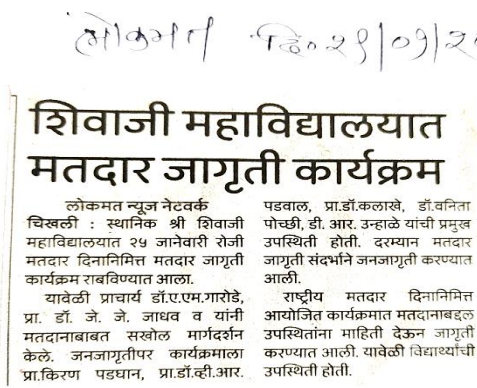 लोकमत दि० २९/०१/२०
शिवाजी महाविद्यालयात
मतदार जागृती कार्यक्रम
लोकमत न्यूज नेटवर्क
चिखली : स्थानिक श्री शिवाजी
महाविद्यालयात २५ जानेवारी रोजी
मतदार दिनानिमित्त मतदार जागृती
कार्यक्रम राबविण्यात आला.
यावेळी प्राचार्य डॉ.ए.एम.गारोडे,
प्रा. डॉ. जे. जे. जाधव व यांनी
मतदानाबाबत सखोल मार्गदर्शन
केले. जनजागृतीपर कार्यक्रमाला
प्रा.किरण पडघान, प्रा.डॉ.व्ही.आर.
पडवाल, प्रा.डॉ.कलाखे, डॉ.वनिता
पोच्छी, डी. आर. उन्हाळे यांची प्रमुख
उपस्थिती होती. दरम्यान मतदार
जागृती संदर्भाने जनजागृती करण्यात
आली.
राष्ट्रीय मतदार दिनानिमित्त
आयोजित कार्यक्रमात मतदानाबद्दल
उपस्थितांना माहिती देऊन जागृती
करण्यात आली. यावेळी विद्यार्थ्यांची
उपस्थिती होती.